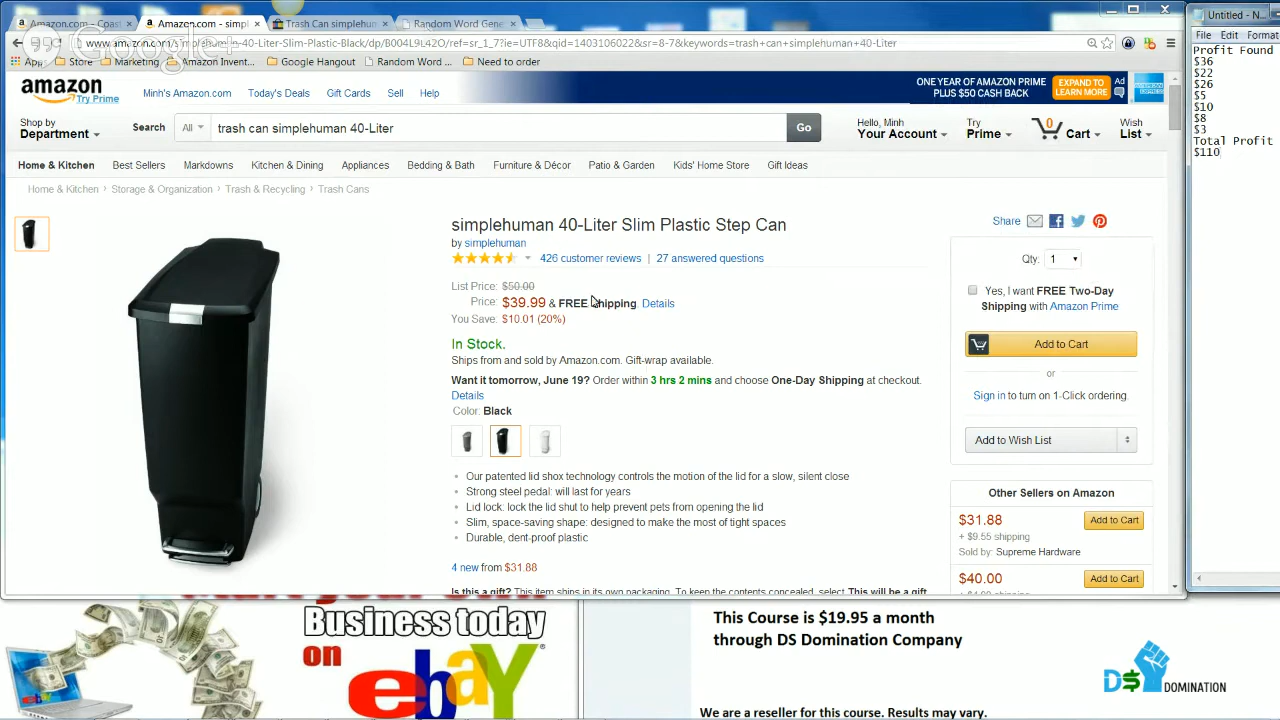 Amazon.com - Coast
Amazon.com - simpl
Trash Can simplehum
Random Word Gene
Untitled - N...
Google+
www.amazon.com/
-40-Liter-Slim-Plastic-Black/dp/B004L9L42O/ref=sr_1_7?ie=UTF8&qid=1403106022&sr=8-7&keywords=trash+can+simplehuman+40-Liter
File Edit Format
App
Store
Marketing
Amazon Invent...
Google Hangout
Random Word ...
Need to order
Profit Found
$36
$22
$26
$5
$10
$8
$3
Total Profit
$110
amazon
Try Prime
Minh's Amazon.com
Today's Deals
Gift Cards
Sell
Help
ONE YEAR OF AMAZON PRIME
PLUS $50 CASH BACK
EXPAND TO
LEARN MORE
Ad
Shop by
Department
Search
All
trash can simplehuman 40-Liter
Go
Hello, Minh
Your Account
Try
Prime
0
Cart
Wish
List
Home & Kitchen
Best Sellers
Markdowns
Kitchen & Dining
Appliances
Bedding & Bath
Furniture & Décor
Patio & Garden
Kids' Home Store
Gift Ideas
Home & Kitchen › Storage & Organization › Trash & Recycling › Trash Cans
simplehuman 40-Liter Slim Plastic Step Can
by simplehuman
426 customer reviews | 27 answered questions
List Price: $50.00
Price: $39.99 & FREE Shipping. Details
You Save: $10.01 (20%)
In Stock.
Ships from and sold by Amazon.com. Gift-wrap available.
Want it tomorrow, June 19? Order within 3 hrs 2 mins and choose One-Day Shipping at checkout.
Details
Color: Black
• Our patented lid shox technology controls the motion of the lid for a slow, silent close
• Strong steel pedal: will last for years
• Lid lock: lock the lid shut to help prevent pets from opening the lid
• Slim, space-saving shape: designed to make the most of tight spaces
• Durable, dent-proof plastic
4 new from $31.88
Is this a gift? This item ships in its own packaging. To keep the contents concealed, select This will be a gift
Share
Qty: 1
Yes, I want FREE Two-Day
Shipping with Amazon Prime
Add to Cart
or
Sign in to turn on 1-Click ordering.
Add to Wish List
Other Sellers on Amazon
$31.88
Add to Cart
+ $9.55 shipping
Sold by: Supreme Hardware
$40.00
Add to Cart
Business today
on
ebay
This Course is $19.95 a month
through DS Domination Company
D$ DOMINATION
We are a reseller for this course. Results may vary.